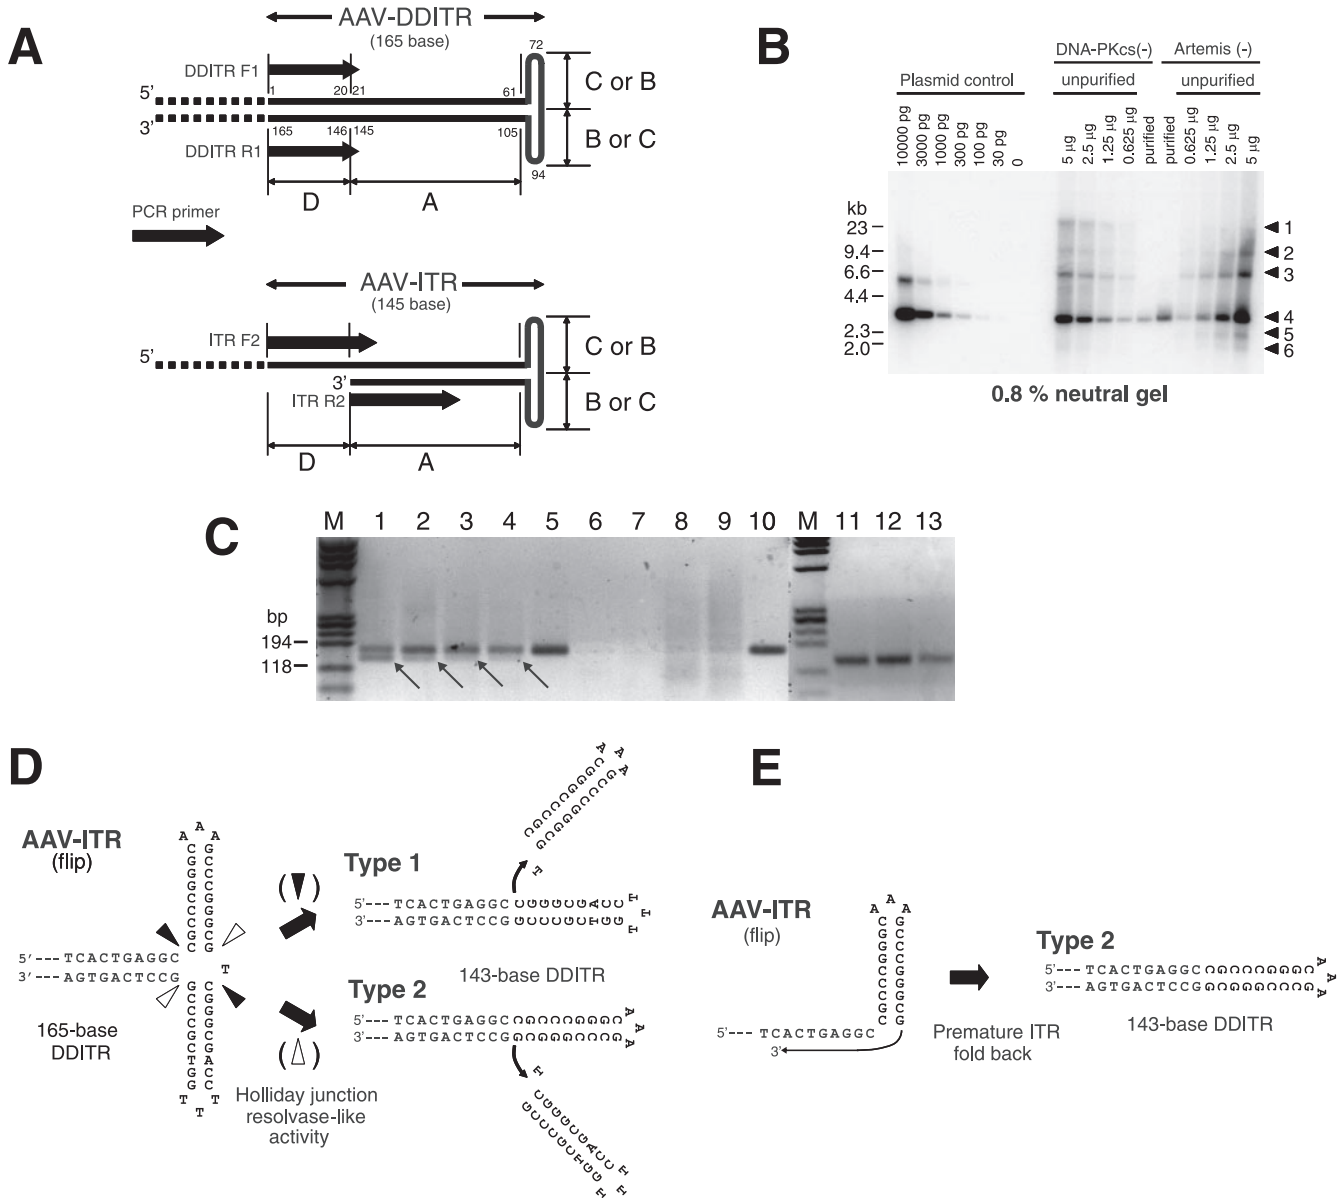 A
AAV-DDITR
(165 base)
DDITR F1
72
C or B
5'
1
20
21
61
3'
165
146
145
105
B or C
DDITR R1
94
D
A
PCR primer
AAV-ITR
(145 base)
ITR F2
C or B
5'
3'
ITR R2
B or C
D
A
B
DNA-PKcs(-)
Artemis (-)
Plasmid control
unpurified
unpurified
10000 pg
3000 pg
1000 pg
300 pg
100 pg
30 pg
0
5 µg
2.5 µg
1.25 µg
0.625 µg
purified
purified
0.625 µg
1.25 µg
2.5 µg
5 µg
kb
23
9.4
6.6
4.4
2.3
2.0
1
2
3
4
5
6
0.8 % neutral gel
C
M 1 2 3 4 5 6 7 8 9 10 M 11 12 13
bp
194
118
D
AAV-ITR
(flip)
5'--- TCACTGAGGC
3'--- AGTGACTCCG
T
165-base
DDITR
Holliday junction
resolvase-like
activity
Type 1
5'--- TCACTGAGGC
3'--- AGTGACTCCG
143-base DDITR
Type 2
5'--- TCACTGAGGC
3'--- AGTGACTCCG
E
AAV-ITR
(flip)
5'--- TCACTGAGGC
3'
Premature ITR
fold back
Type 2
5'--- TCACTGAGGC
3'--- AGTGACTCCG
143-base DDITR